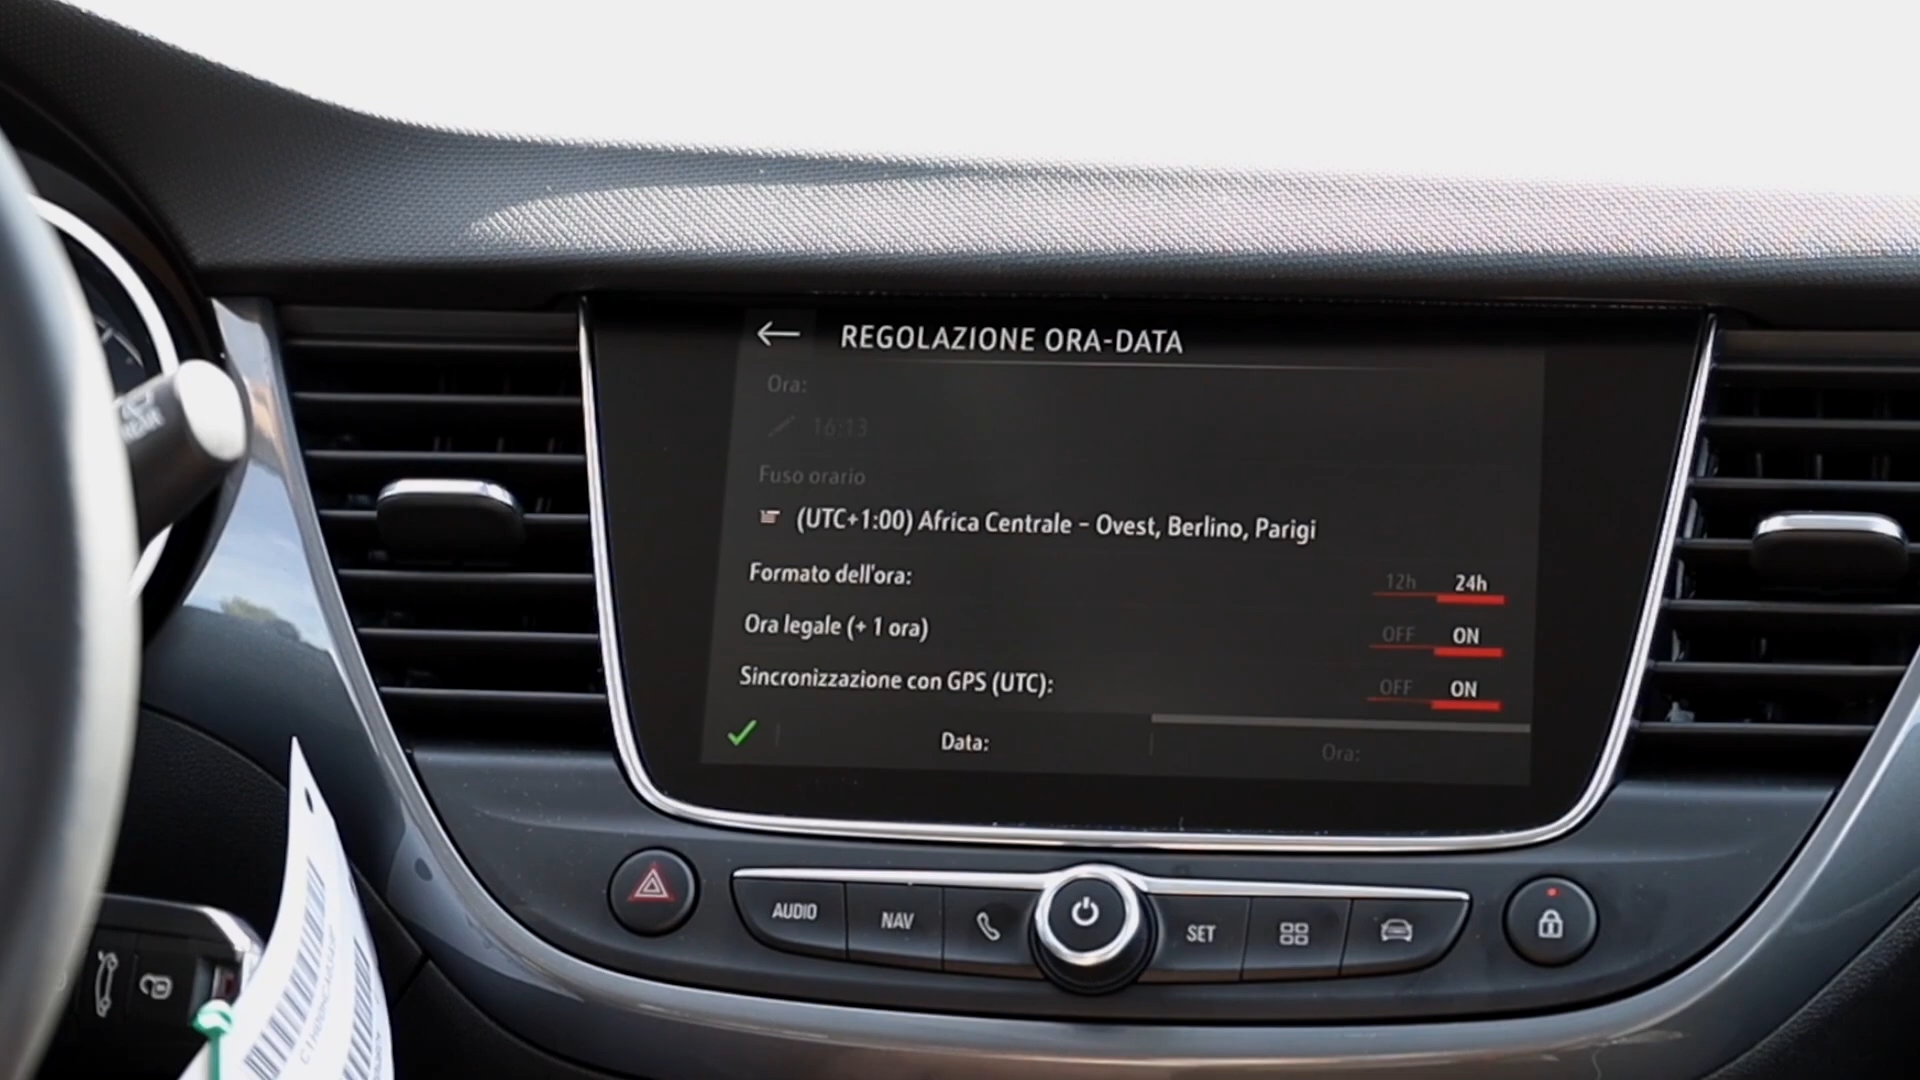 REGOLAZIONE ORA-DATA
Ora:
16:13
Fuso orario
(UTC+1:00) Africa Centrale - Ovest, Berlino, Parigi
Formato dell'ora: 12h 24h
Ora legale (+ 1 ora) OFF ON
Sincronizzazione con GPS (UTC): OFF ON
Data: Ora:
AUDIO NAV SET